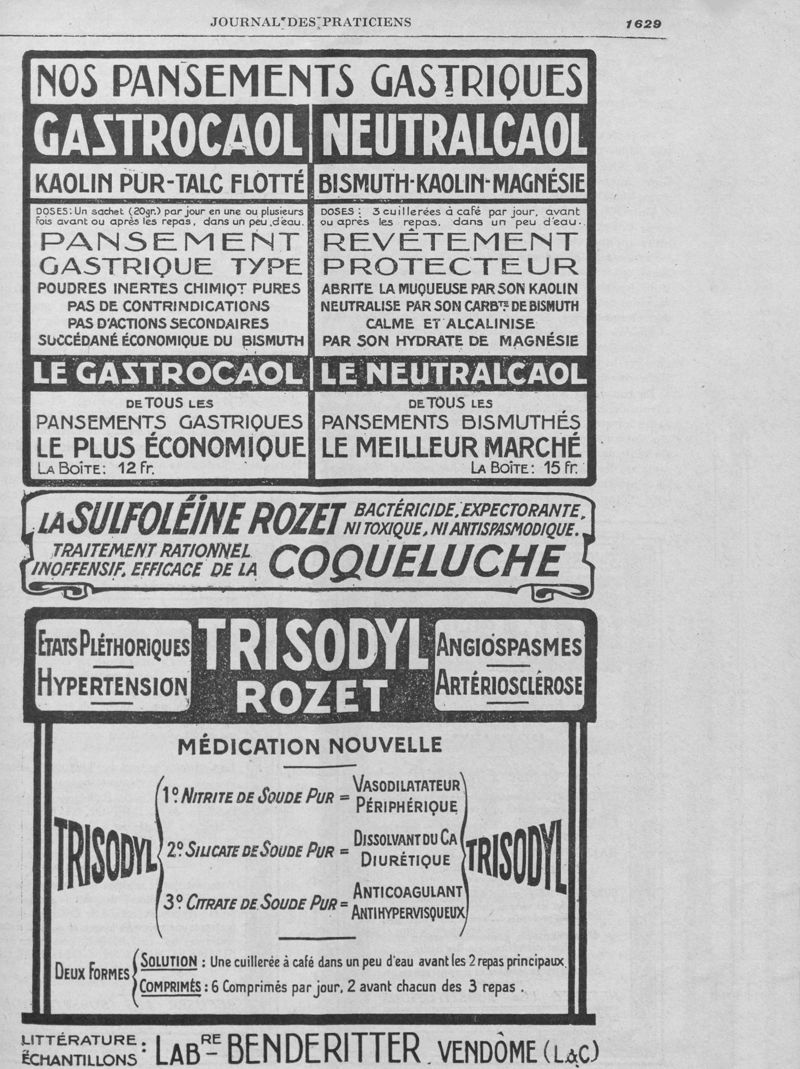 JOURNAL DES PRATICIENS
1629
NOS PANSEMENTS GASTRIQUES
GASTROCAOL
KAOLIN PUR-TALC FLOTTÉ
DOSES: Un sachet (20gr.) par jour en une ou plusieurs
fois avant ou après les repas, dans un peu d'eau.
PANSEMENT
GASTRIQUE TYPE
POUDRES INERTES CHIMIQT PURES
PAS DE CONTRINDICATIONS
PAS D'ACTIONS SECONDAIRES
SUCCÉDANÉ ÉCONOMIQUE DU BISMUTH
LE GASTROCAOL
DE TOUS LES
PANSEMENTS GASTRIQUES
LE PLUS ÉCONOMIQUE
LA BOÎTE: 12 Fr.
NEUTRALCAOL
BISMUTH-KAOLIN-MAGNÉSIE
DOSES: 3 cuillerées à café par jour, avant
ou après les repas, dans un peu d'eau.
REVÊTEMENT
PROTECTEUR
ABRITE LA MUQUEUSE PAR SON KAOLIN
NEUTRALISE PAR SON CARBTE DE BISMUTH
CALME ET ALCALINISE
PAR SON HYDRATE DE MAGNÉSIE
LE NEUTRALCAOL
DE TOUS LES
PANSEMENTS BISMUTHÉS
LE MEILLEUR MARCHÉ
LA BOÎTE: 15 Fr.
LA SULFOLÉÏNE ROZET
BACTÉRICIDE, EXPECTORANTE,
NI TOXIQUE, NI ANTISPASMODIQUE.
TRAITEMENT RATIONNEL
INOFFENSIF, EFFICACE DE LA
COQUELUCHE
ETATS PLÉTHORIQUES
HYPERTENSION
TRISODYL
ROZET
ANGIOSPASMES
ARTÉRIOSCLÉROSE
MÉDICATION NOUVELLE
TRISODYL
1º. NITRITE DE SOUDE PUR = VASODILATATEUR
PÉRIPHÉRIQUE
2º. SILICATE DE SOUDE PUR = DISSOLVANT DU CA
DIURÉTIQUE
3º. CITRATE DE SOUDE PUR = ANTICOAGULANT
ANTIHYPERVISQUEUX
TRISODYL
DEUX FORMES
SOLUTION : Une cuillerée à café dans un peu d'eau avant les 2 repas principaux.
COMPRIMÉS : 6 Comprimés par jour, 2 avant chacun des 3 repas.
LITTÉRATURE
ÉCHANTILLONS : LABRE BENDERITTER. VENDÔME (L&C)